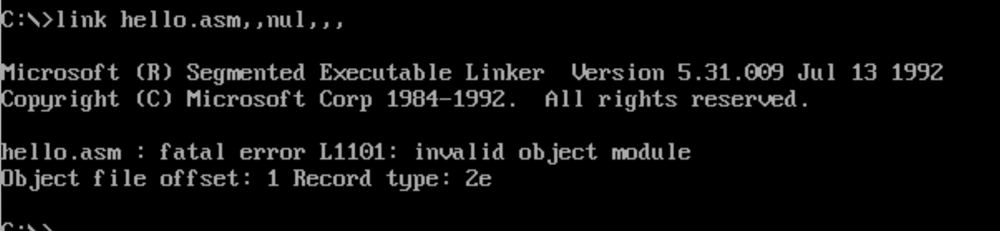 C:\>link hello.asm,,nul,,,
Microsoft (R) Segmented Executable Linker  Version 5.31.009 Jul 13 1992
Copyright (C) Microsoft Corp 1984-1992.  All rights reserved.
hello.asm : fatal error L1101: invalid object module
Object file offset: 1 Record type: 2e
C:\>